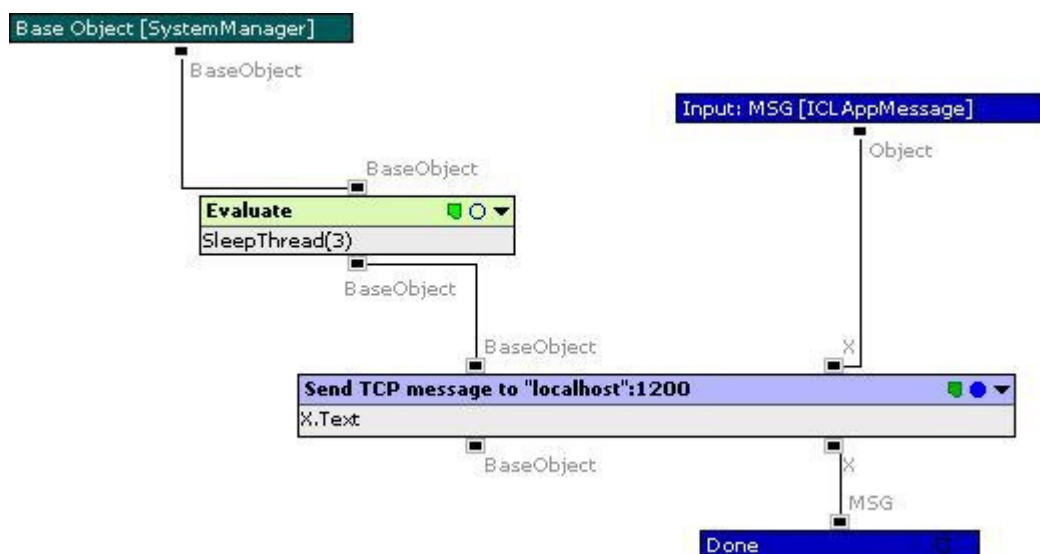 Base Object [SystemManager]
BaseObject
Input: MSG [ICLAppMessage]
Object
BaseObject
Evaluate
SleepThread(3)
BaseObject
BaseObject
X
Send TCP message to "localhost":1200
X.Text
BaseObject
X
MSG
Done